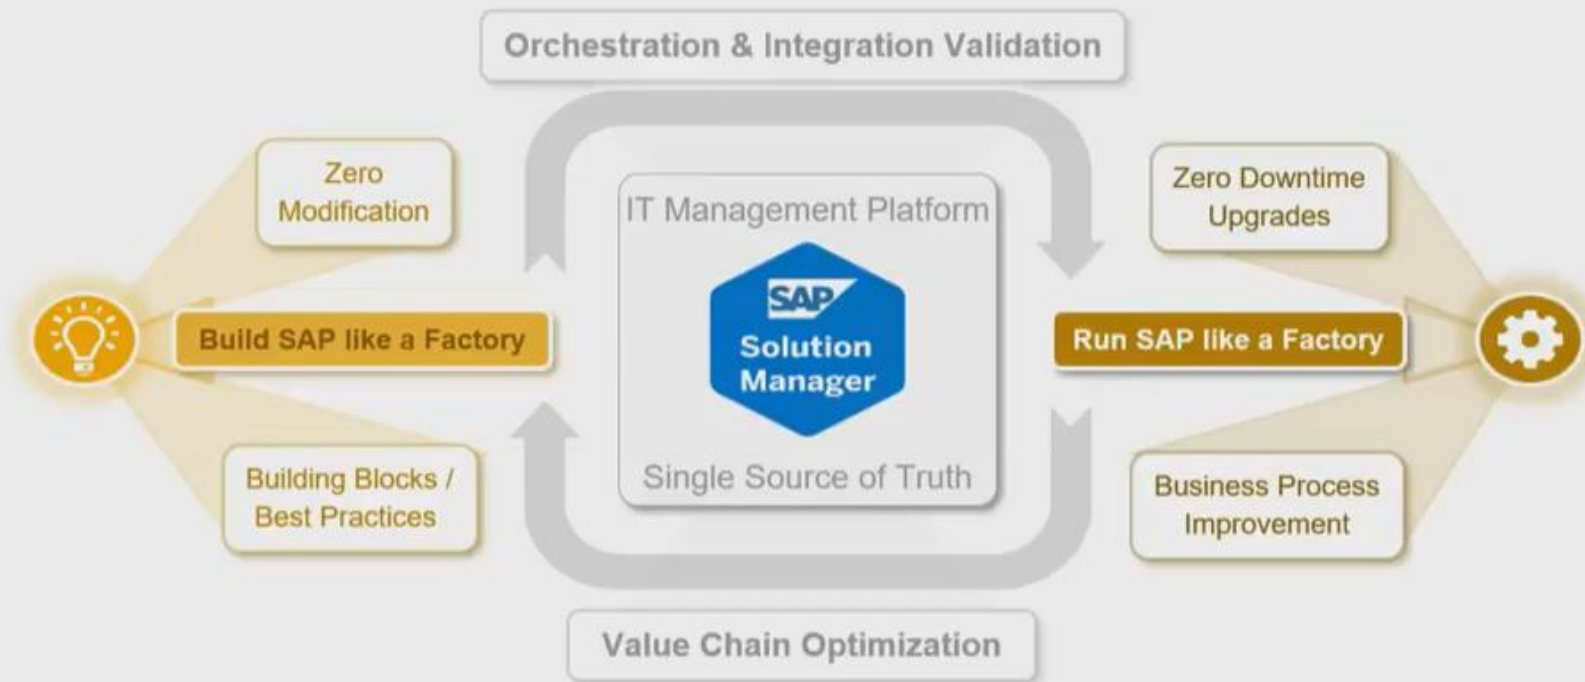 Orchestration & Integration Validation
Zero
Modification
Build SAP like a Factory
Building Blocks /
Best Practices
IT Management Platform
SAP
Solution
Manager
Single Source of Truth
Zero Downtime
Upgrades
Run SAP like a Factory
Business Process
Improvement
Value Chain Optimization